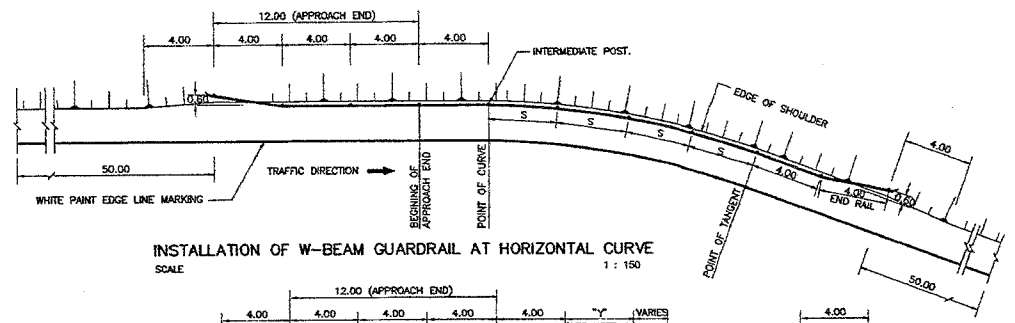 12.00 (APPROACH END)
4.00 4.00 4.00 4.00 4.00
INTERMEDIATE POST.
0.60
EDGE OF SHOULDER
S S S S
4.00
4.00
4.00
END RAIL
0.60
50.00
TRAFFIC DIRECTION
WHITE PAINT EDGE LINE MARKING
BEGINING OF
APPROACH END
POINT OF CURVE
POINT OF TANGENT
50.00
INSTALLATION OF W-BEAM GUARDRAIL AT HORIZONTAL CURVE
SCALE 1 : 150
12.00 (APPROACH END)
4.00 4.00 4.00 4.00 4.00 "Y" VARIES 4.00